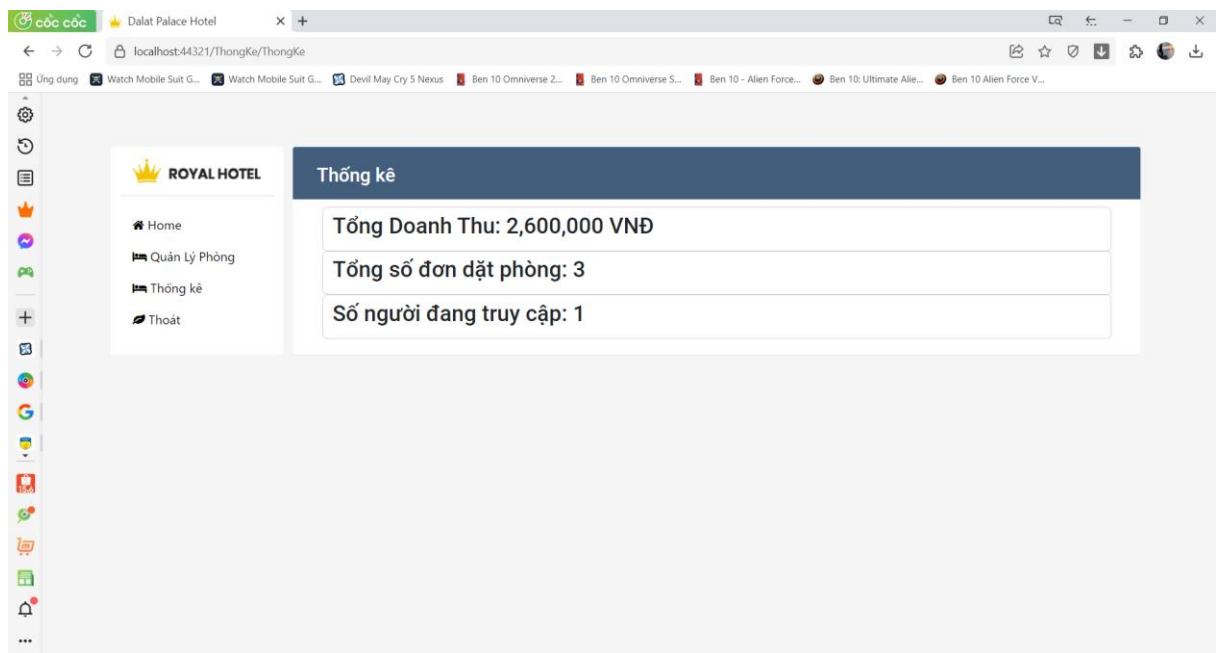 cốc cốc
Dalat Palace Hotel
localhost:44321/ThongKe/ThongKe
Ứng dụng
Watch Mobile Suit G...
Watch Mobile Suit G...
Devil May Cry 5 Nexus
Ben 10 Omniverse 2...
Ben 10 Omniverse S...
Ben 10 - Alien Force...
Ben 10: Ultimate Alie...
Ben 10 Alien Force V...
ROYAL HOTEL
Home
Quản Lý Phòng
Thống kê
Thoát
Thống kê
Tổng Doanh Thu: 2,600,000 VNĐ
Tổng số đơn dặt phòng: 3
Số người đang truy cập: 1
15.6